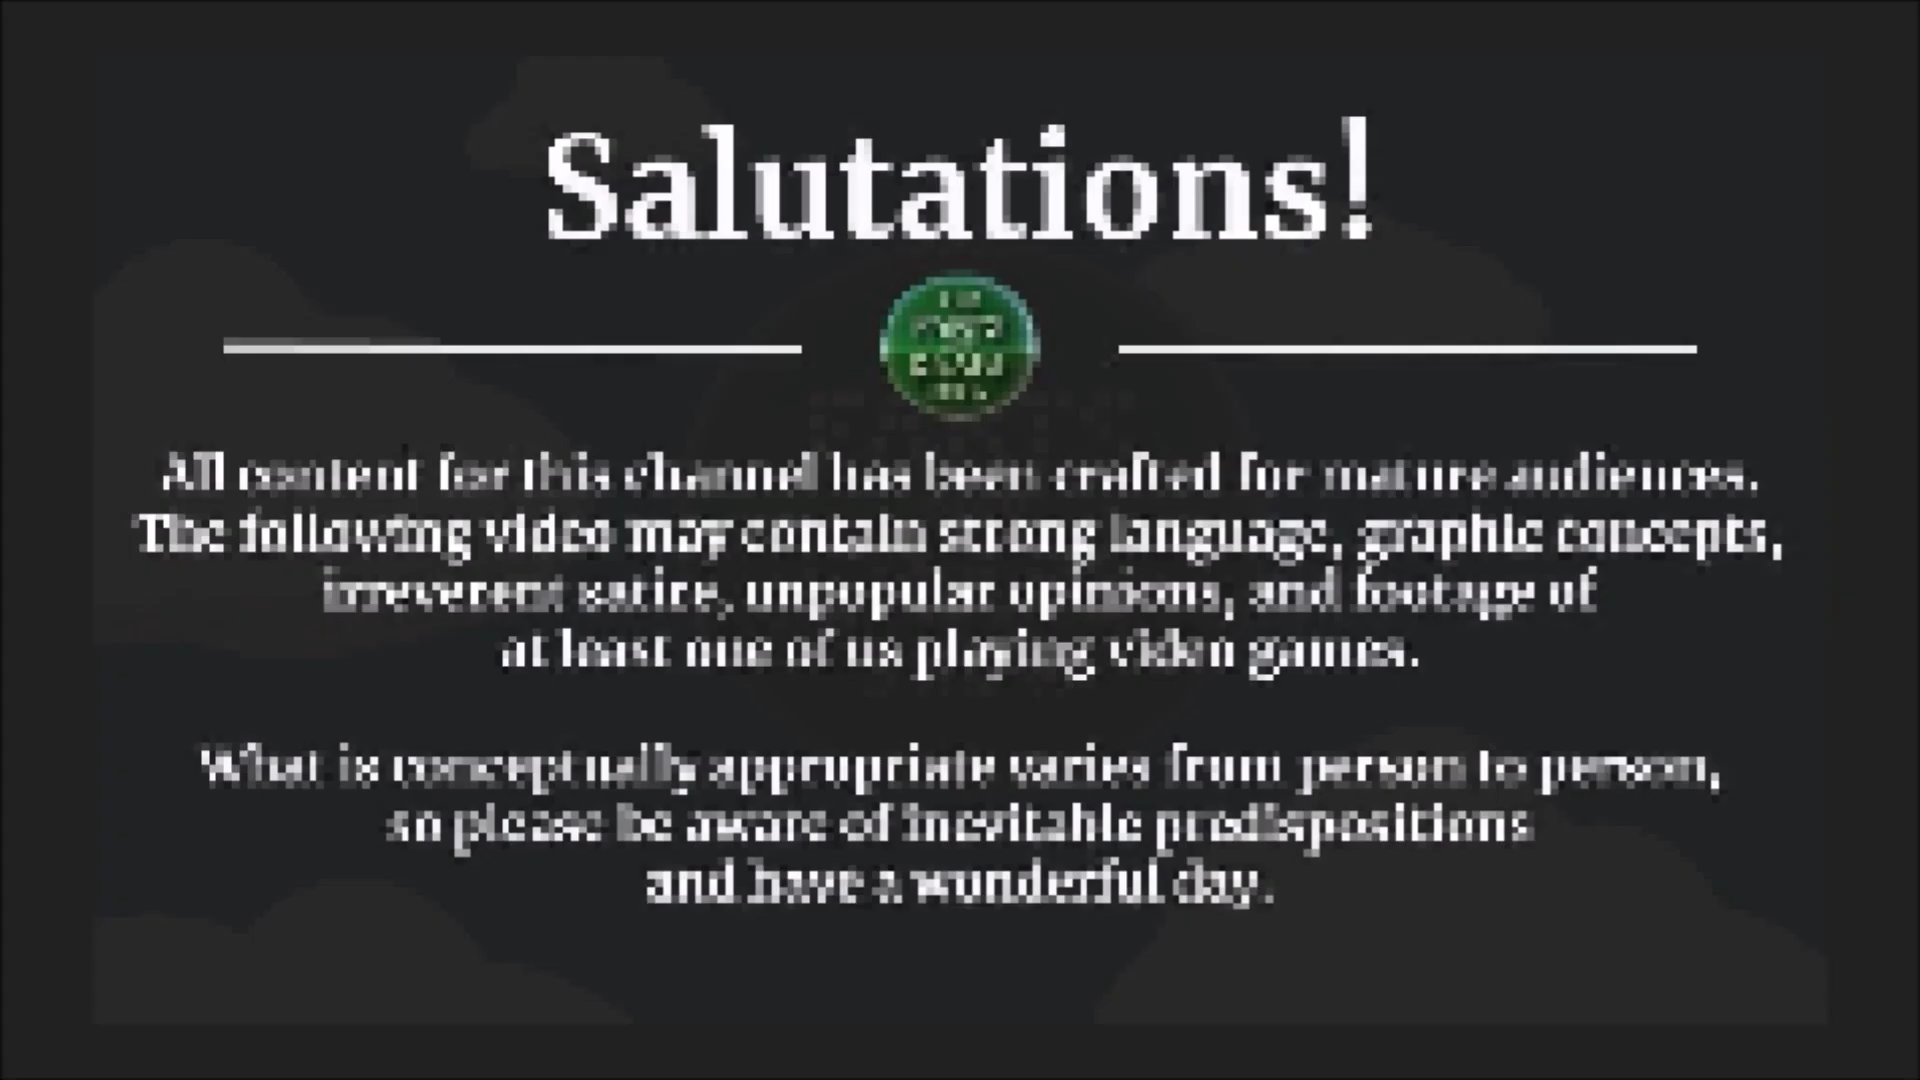 Salutations!
All content for this channel has been crafted for mature audiences.
The following video may contain strong language, graphic concepts,
irreverent satire, unpopular opinions, and footage of
at least one of us playing video games.
What is conceptually appropriate varies from person to person,
so please be aware of inevitable predispositions
and have a wonderful day.